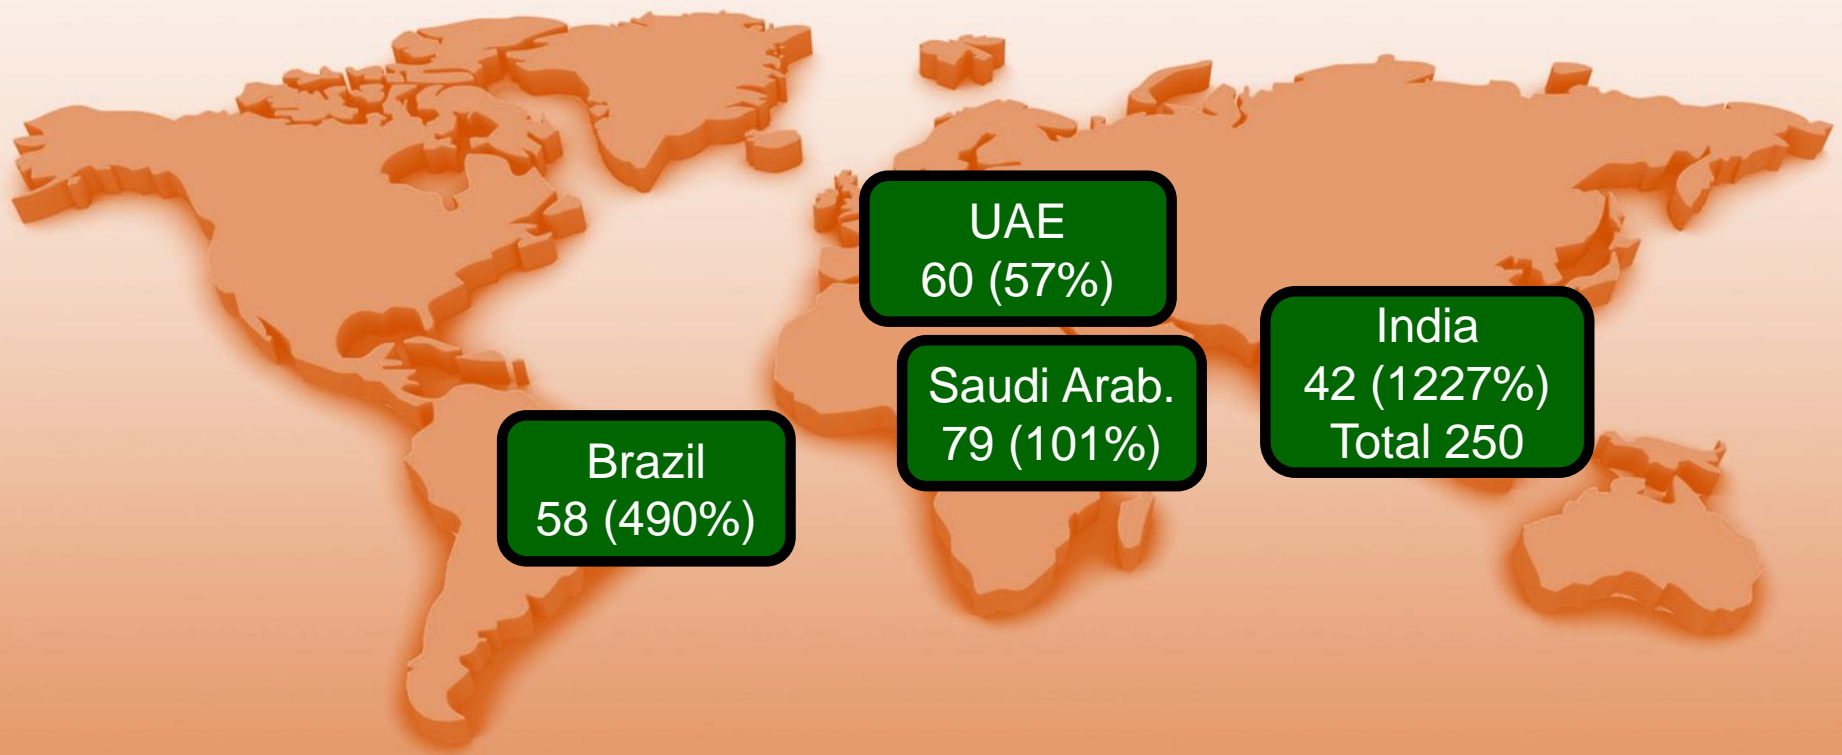 UAE
60 (57%)
Saudi Arab.
79 (101%)
India
42 (1227%)
Total 250
Brazil
58 (490%)